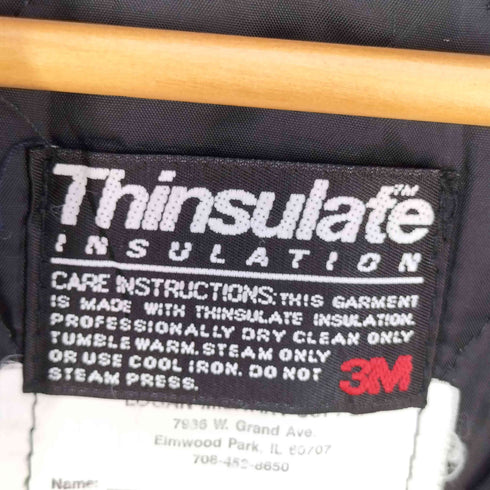 Thinsulate™
INSULATION
CARE INSTRUCTIONS: THIS GARMENT
IS MADE WITH THINSULATE INSULATION.
PROFESSIONALLY DRY CLEAN ONLY
TUMBLE WARM. STEAM ONLY
OR USE COOL IRON. DO NOT
STEAM PRESS.
3M
7936 W. Grand Ave.
Elmwood Park, IL 60707
Name: